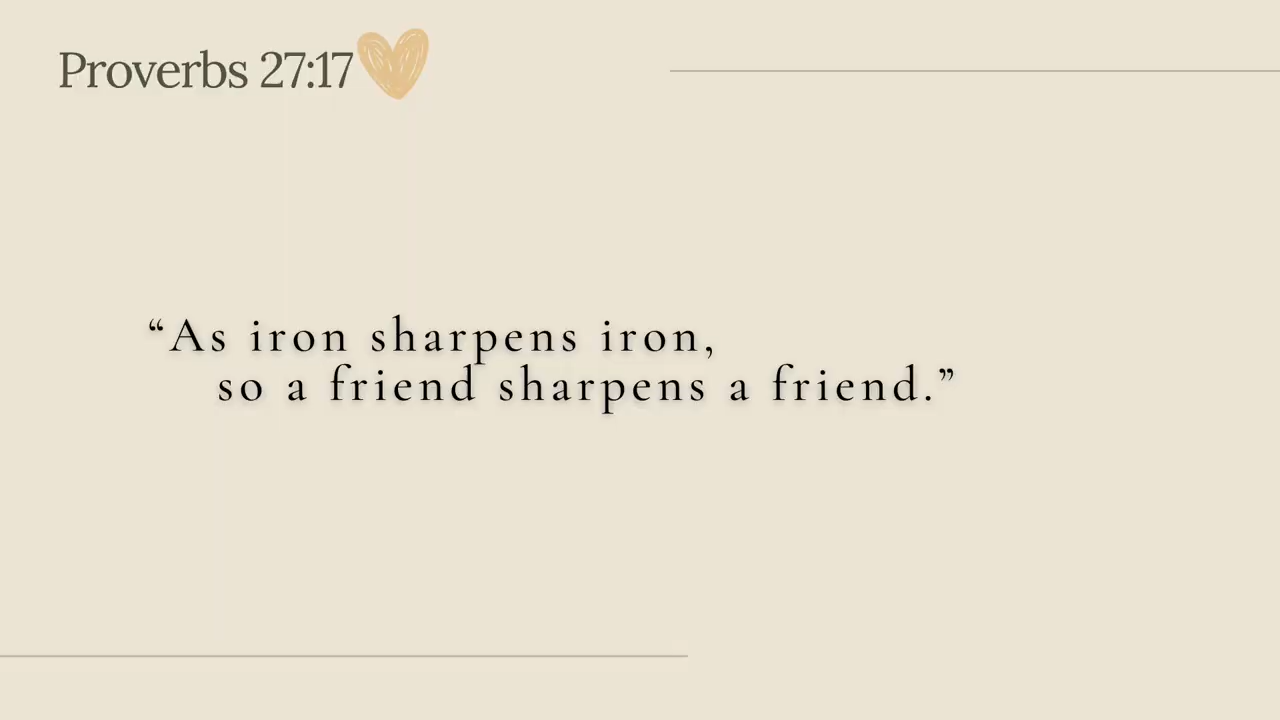 Proverbs 27:17
“As iron sharpens iron,
so a friend sharpens a friend.”